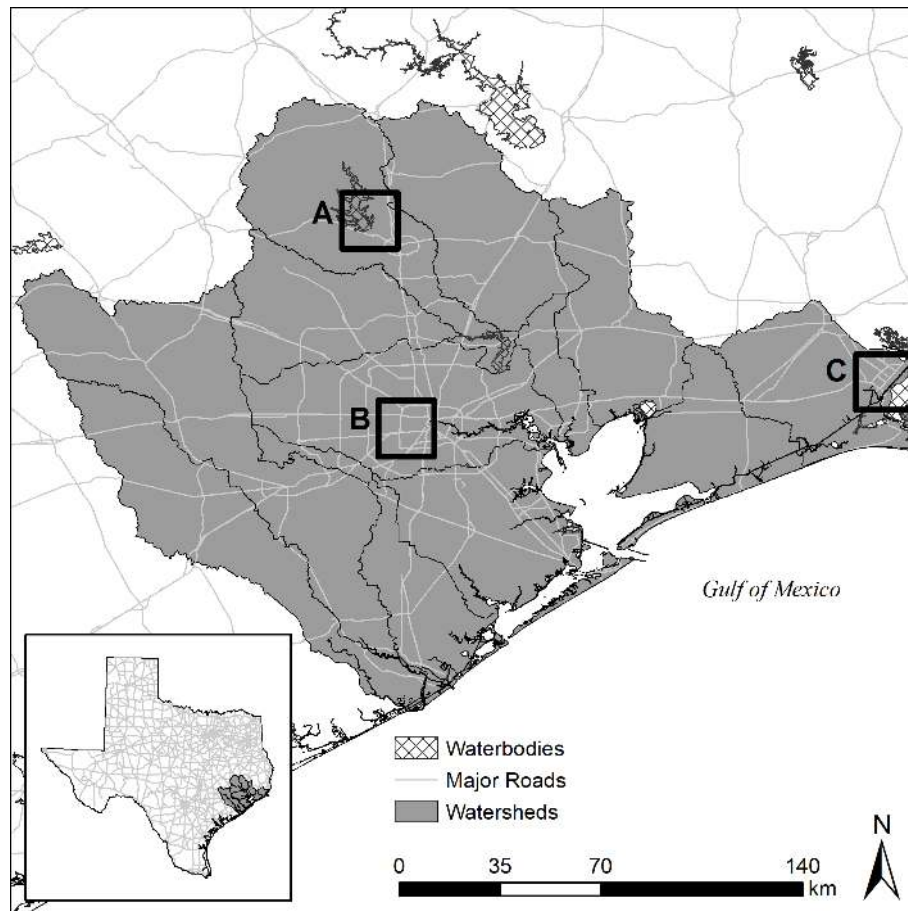 A
B
C
Gulf of Mexico
Waterbodies
Major Roads
Watersheds
N
0 35 70 140
km